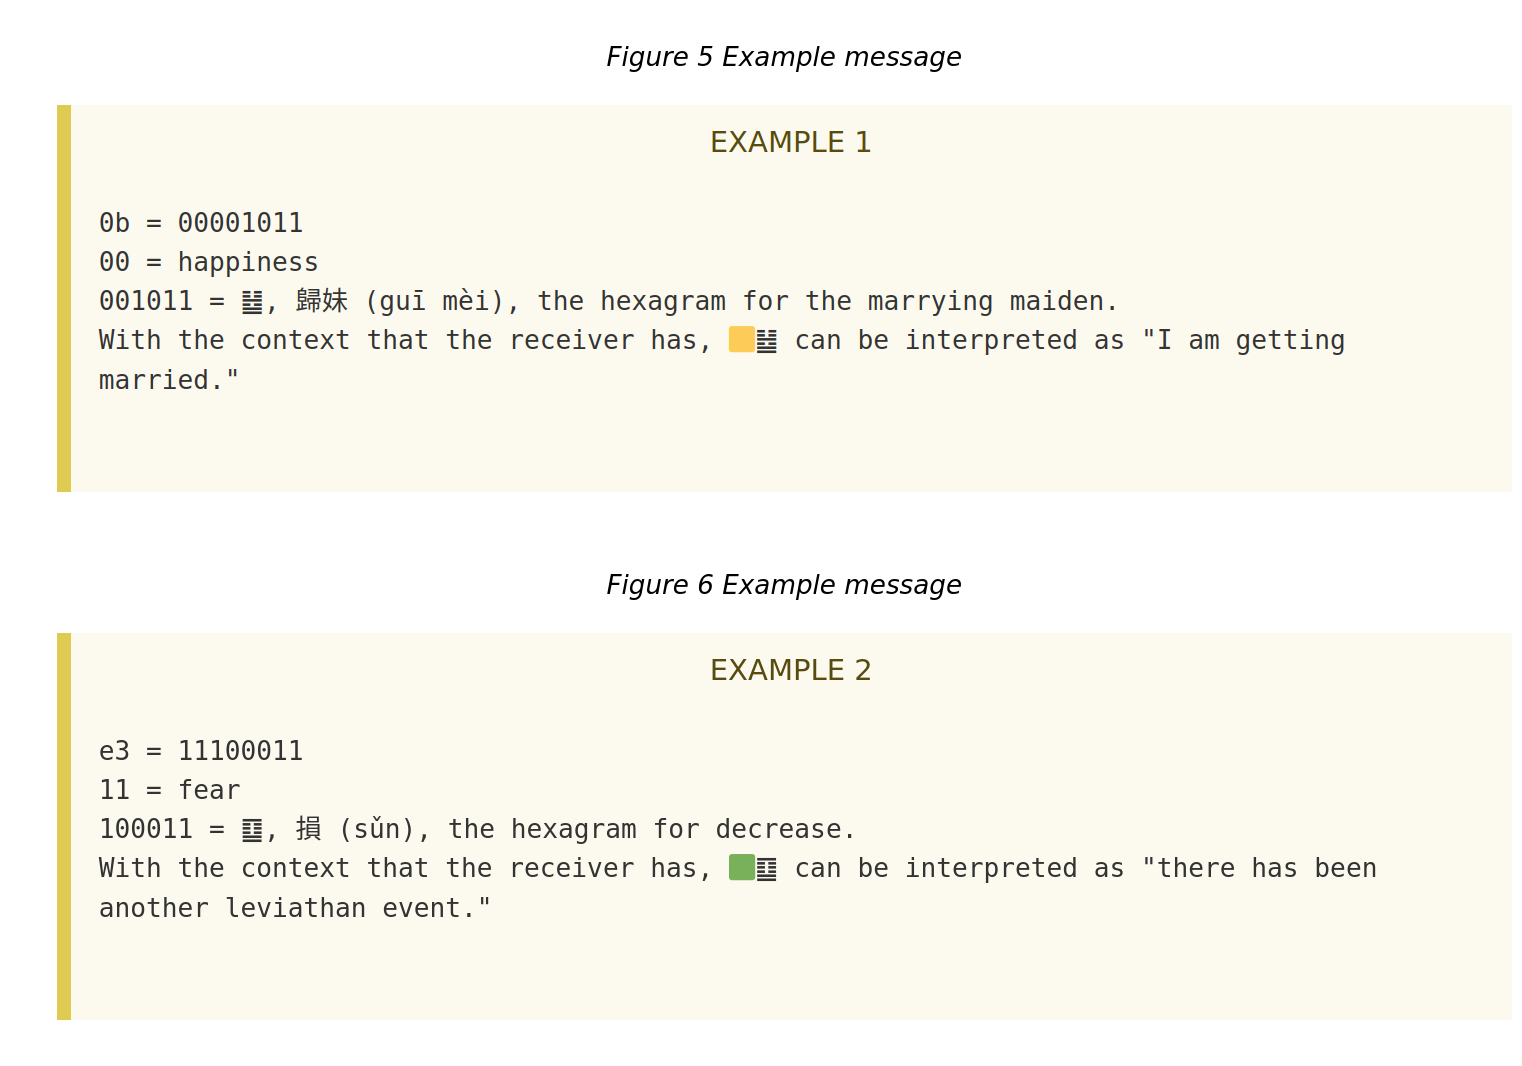 Figure 5 Example message
EXAMPLE 1
0b = 00001011
00 = happiness
001011 = ䷵, 歸妹 (guī mèi), the hexagram for the marrying maiden.
With the context that the receiver has, 🟨䷵ can be interpreted as "I am getting
married."
Figure 6 Example message
EXAMPLE 2
e3 = 11100011
11 = fear
100011 = ䷨, 損 (sǔn), the hexagram for decrease.
With the context that the receiver has, 🟩䷨ can be interpreted as "there has been
another leviathan event."